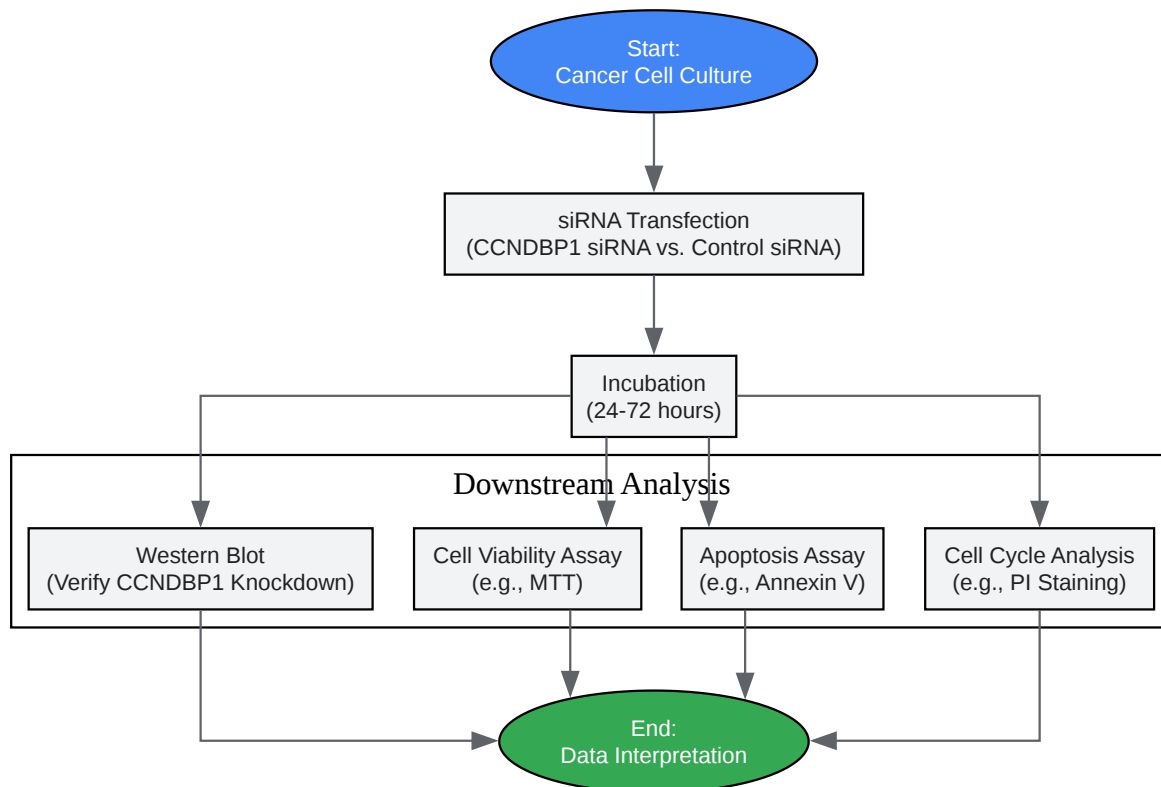 Start:
Cancer Cell Culture
siRNA Transfection
(CCNDBP1 siRNA vs. Control siRNA)
Incubation
(24-72 hours)
Downstream Analysis
Western Blot
(Verify CCNDBP1 Knockdown)
Cell Viability Assay
(e.g., MTT)
Apoptosis Assay
(e.g., Annexin V)
Cell Cycle Analysis
(e.g., PI Staining)
End:
Data Interpretation